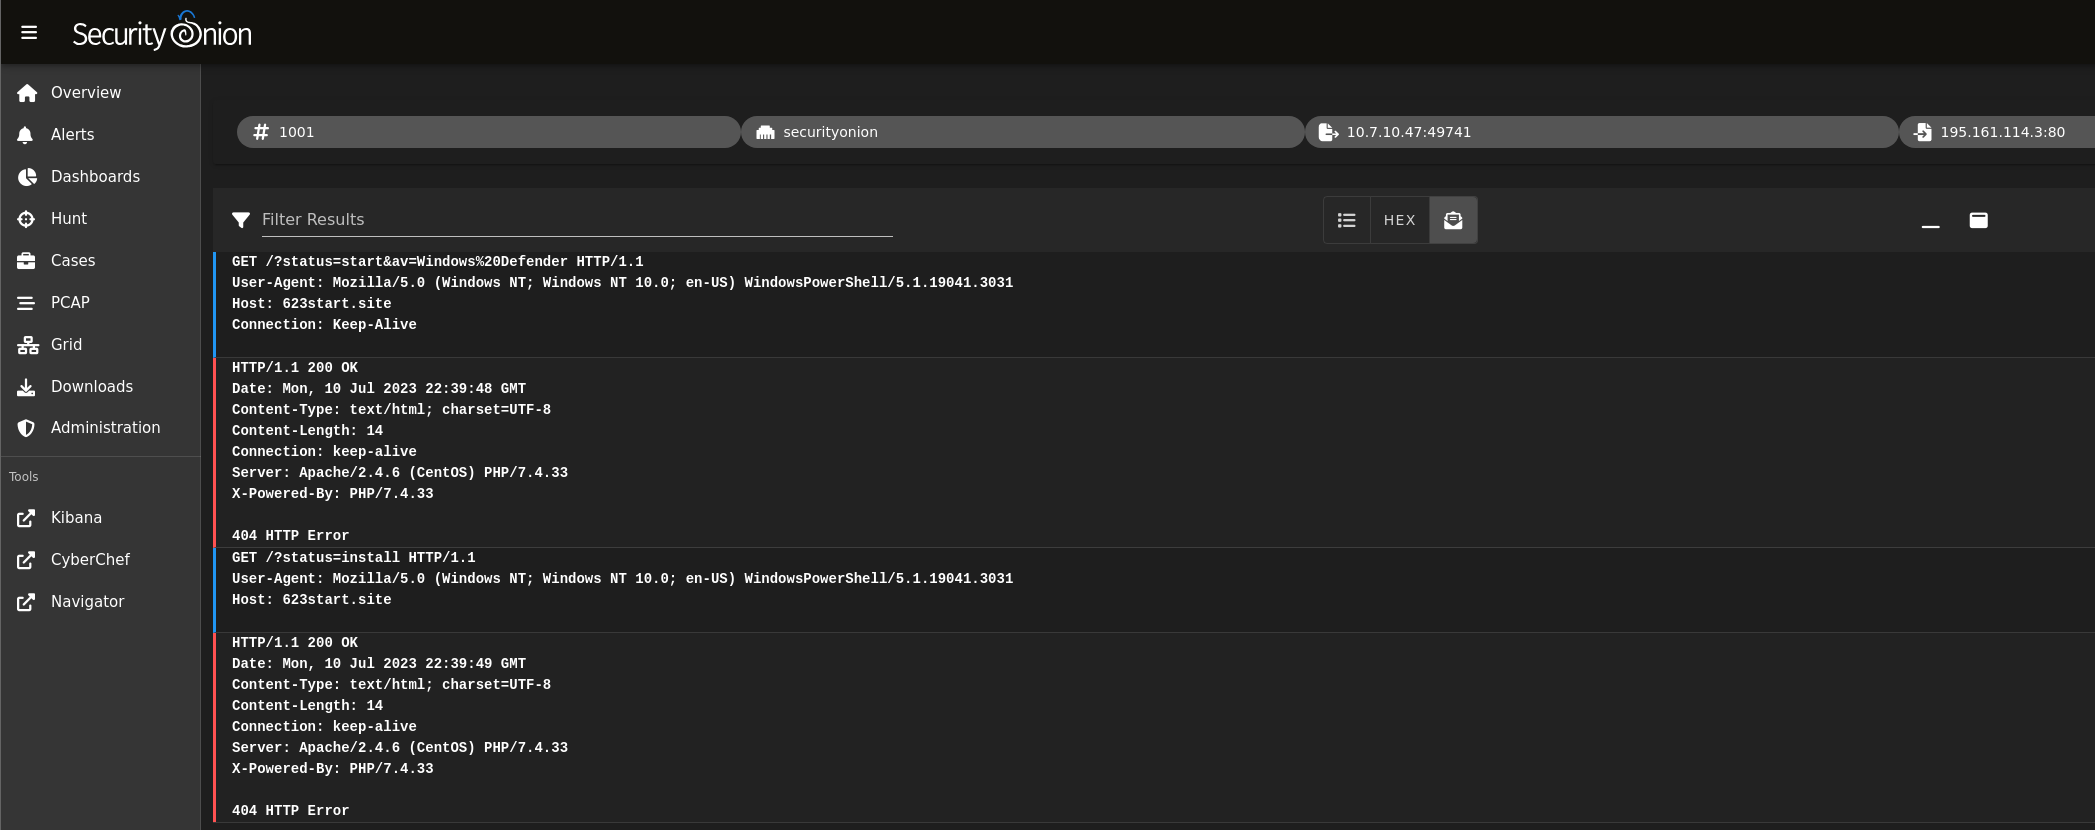 Security Onion
Overview
Alerts
Dashboards
Hunt
Cases
PCAP
Grid
Downloads
Administration
Tools
Kibana
CyberChef
Navigator
1001
securityonion
10.7.10.47:49741
195.161.114.3:80
Filter Results
HEX
GET /?status=start&av=Windows%20Defender HTTP/1.1
User-Agent: Mozilla/5.0 (Windows NT; Windows NT 10.0; en-US) WindowsPowerShell/5.1.19041.3031
Host: 623start.site
Connection: Keep-Alive
HTTP/1.1 200 OK
Date: Mon, 10 Jul 2023 22:39:48 GMT
Content-Type: text/html; charset=UTF-8
Content-Length: 14
Connection: keep-alive
Server: Apache/2.4.6 (CentOS) PHP/7.4.33
X-Powered-By: PHP/7.4.33
404 HTTP Error
GET /?status=install HTTP/1.1
User-Agent: Mozilla/5.0 (Windows NT; Windows NT 10.0; en-US) WindowsPowerShell/5.1.19041.3031
Host: 623start.site
HTTP/1.1 200 OK
Date: Mon, 10 Jul 2023 22:39:49 GMT
Content-Type: text/html; charset=UTF-8
Content-Length: 14
Connection: keep-alive
Server: Apache/2.4.6 (CentOS) PHP/7.4.33
X-Powered-By: PHP/7.4.33
404 HTTP Error